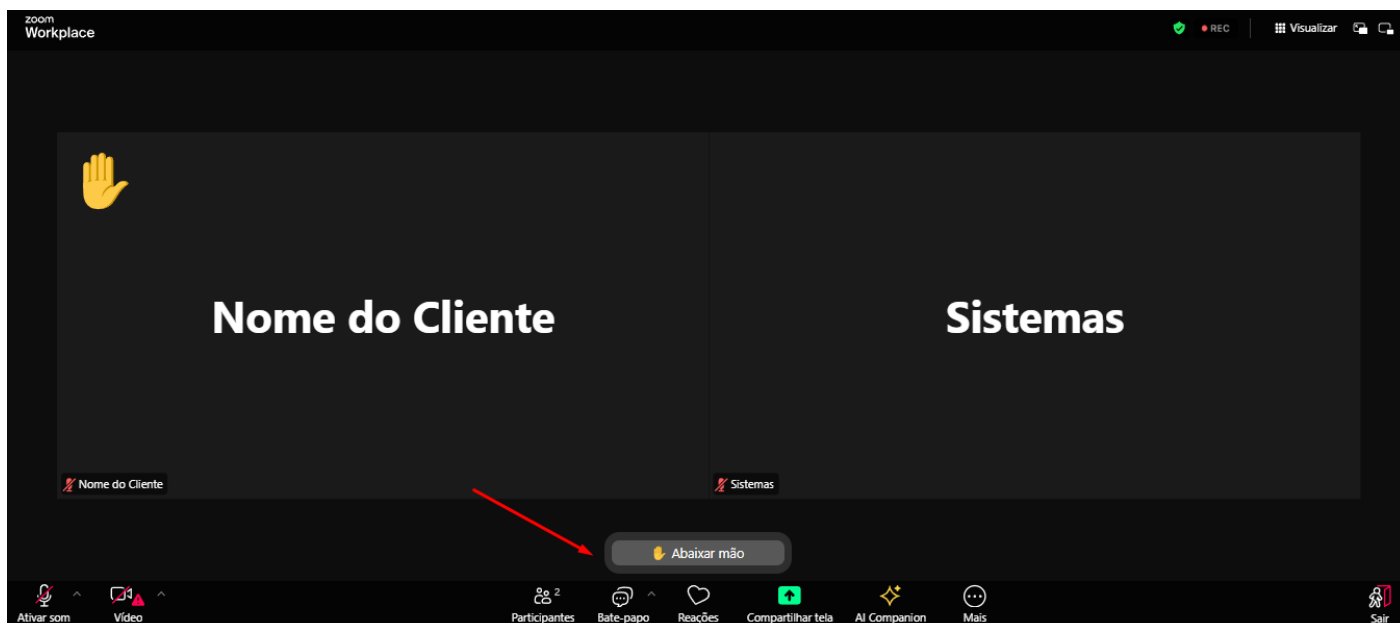 zoom
Workplace
REC
Visualizar
Nome do Cliente
Sistemas
Nome do Cliente
Sistemas
Abaixar mão
2
Ativar som
Vídeo
Participantes
Bate-papo
Reações
Compartilhar tela
AI Companion
Mais
Sair